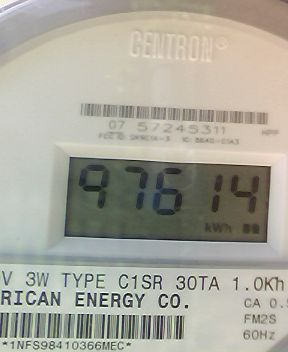 CENTRON®
07 57245311
97614
kWh
V 3W TYPE C1SR 30TA 1.0Kh
RICAN ENERGY CO.
CA 0.5
FM2S
60Hz
*1NFS98410366MEC*